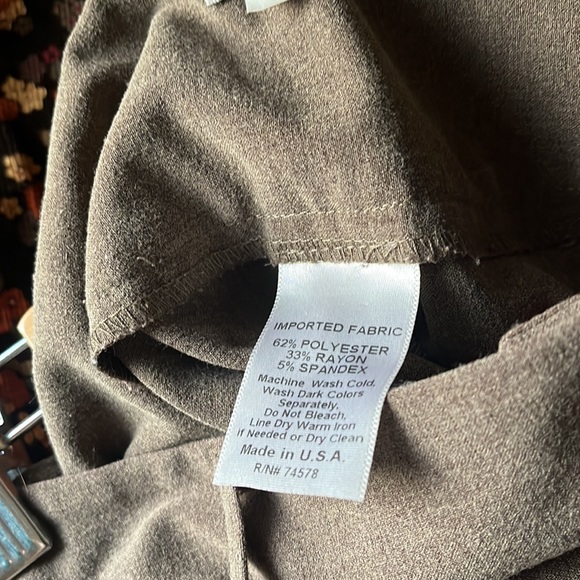 IMPORTED FABRIC
62% POLYESTER
33% RAYON
5% SPANDEX
Machine Wash Cold,
Wash Dark Colors
Separately,
Do Not Bleach,
Line Dry Warm Iron
if Needed or Dry Clean
Made in U.S.A.
R/N# 74578